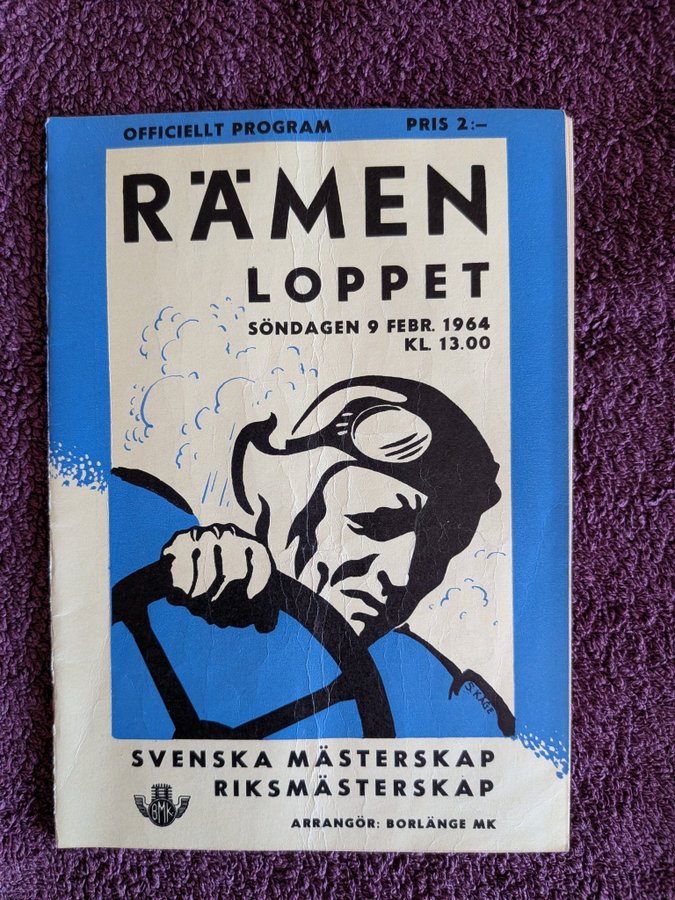 OFFICIELLT PROGRAM PRIS 2:-
RÄMEN
LOPPET
SÖNDAGEN 9 FEBR. 1964
KL. 13.00
S. KÅGE
SVENSKA MÄSTERSKAP
RIKSMÄSTERSKAP
BMK
ARRANGÖR: BORLÄNGE MK